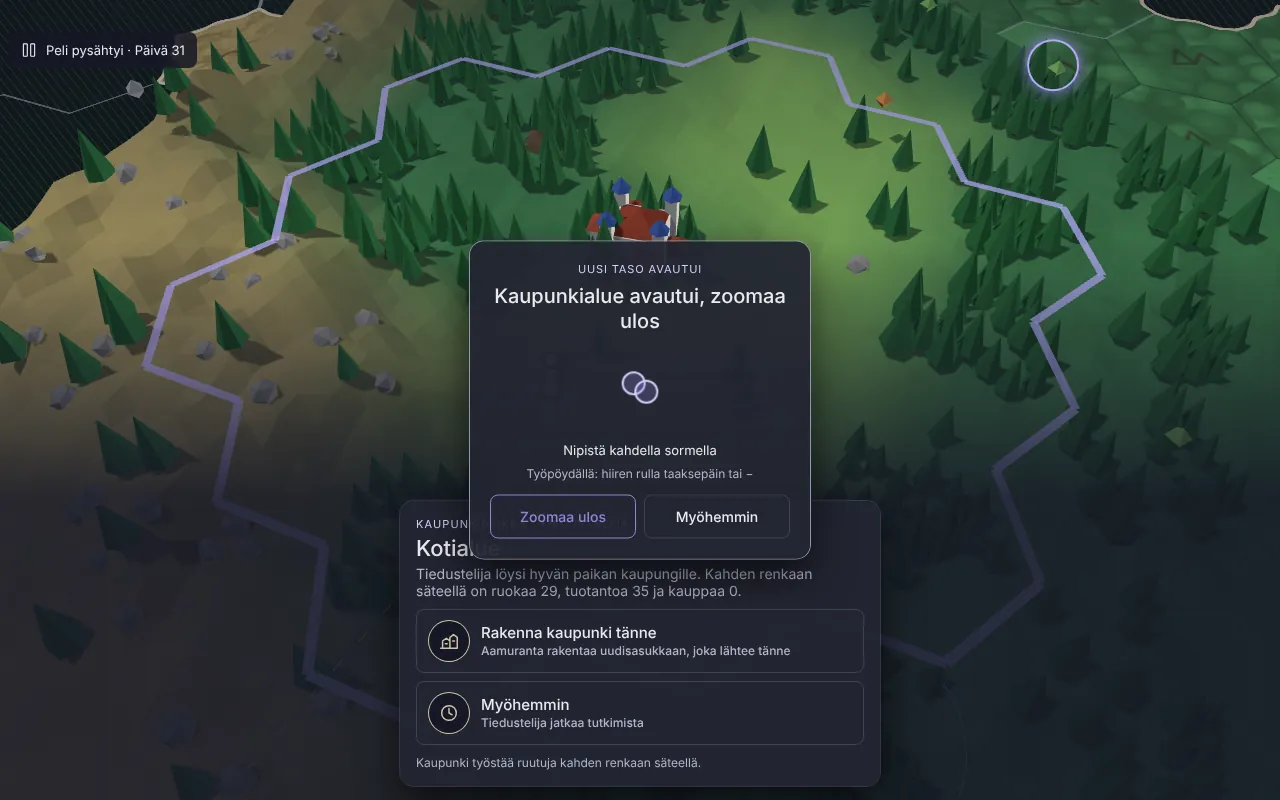 Peli pysähtyi · Päivä 31
UUSI TASO AVAUTUI
Kaupunkialue avautui, zoomaa
ulos
Nipistä kahdella sormella
Työpöydällä: hiiren rulla taaksepäin tai −
Zoomaa ulos
Myöhemmin
Kotialue
Tiedustelija löysi hyvän paikan kaupungille. Kahden renkaan
säteellä on ruokaa 29, tuotantoa 35 ja kauppaa 0.
Rakenna kaupunki tänne
Aamuranta rakentaa uudisasukkaan, joka lähtee tänne
Myöhemmin
Tiedustelija jatkaa tutkimista
Kaupunki työstää ruutuja kahden renkaan säteellä.